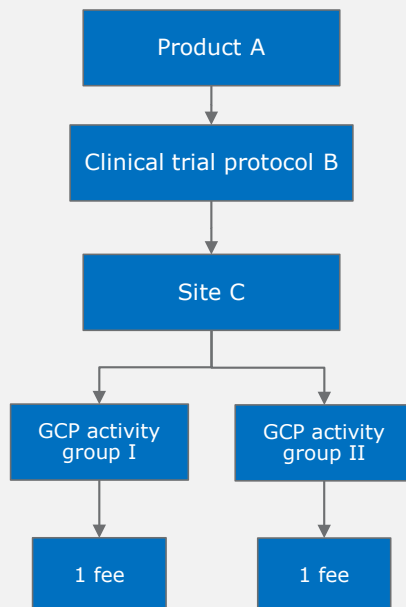 Product A
Clinical trial protocol B
Site C
GCP activity
group I
GCP activity
group II
1 fee
1 fee